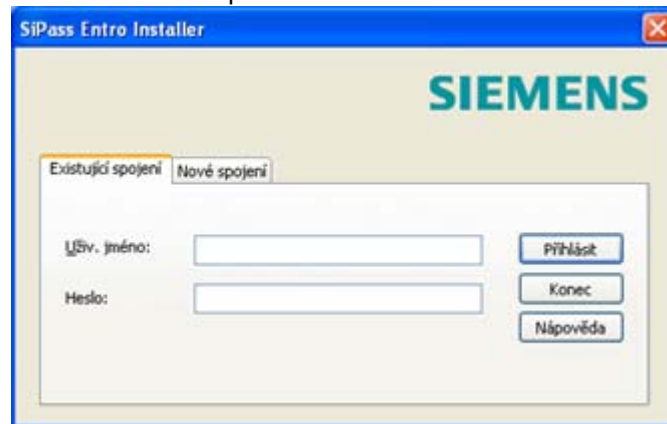 SiPass Entro Installer
SIEMENS
Existující spojení
Nové spojení
Uživ. jméno:
Přihlásit
Heslo:
Konec
Nápověda